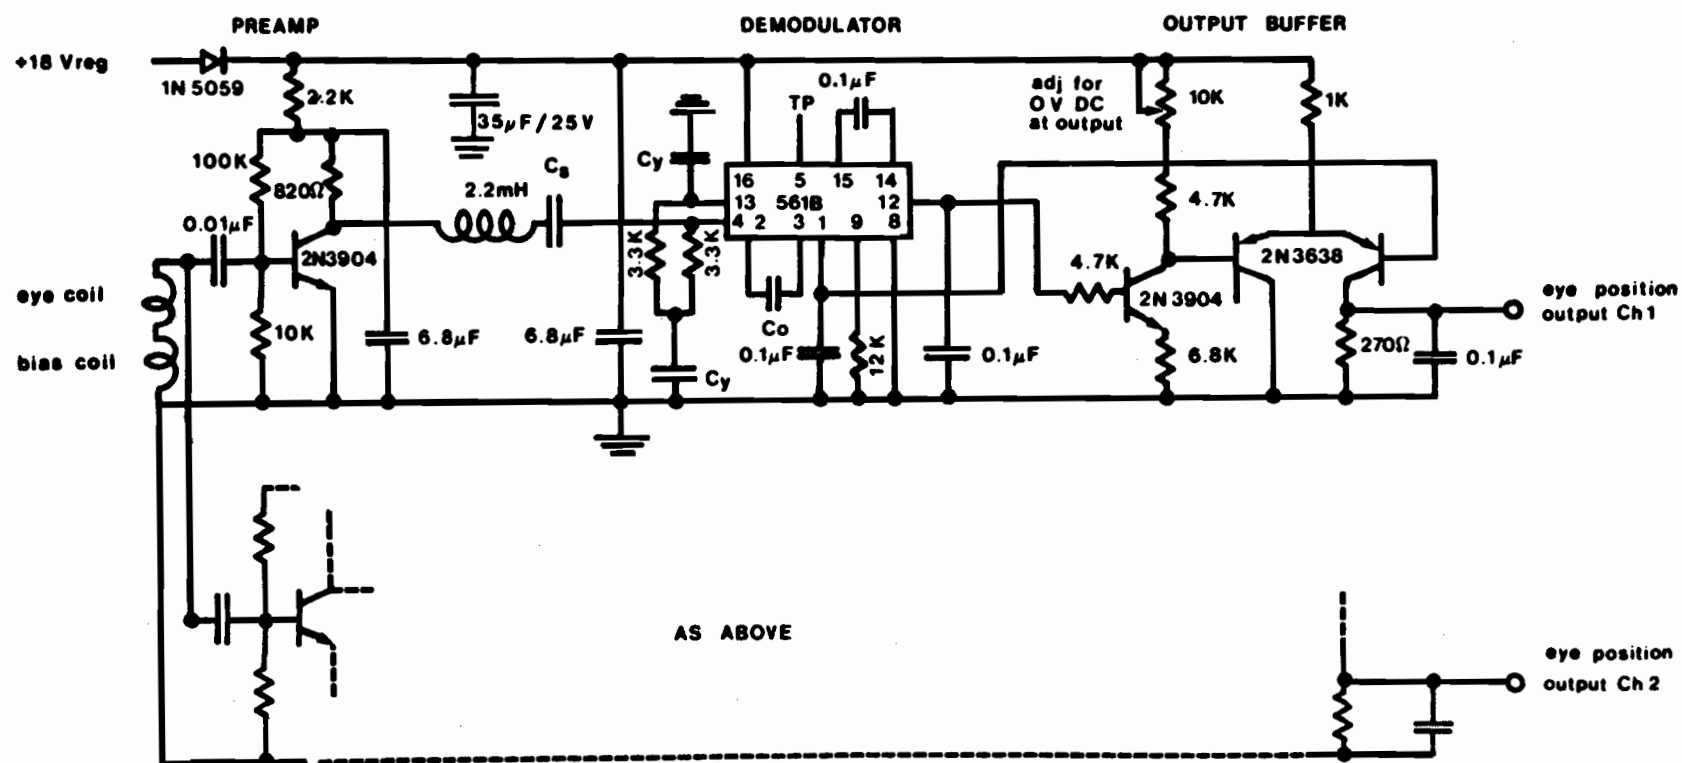 PREAMP
DEMODULATOR
OUTPUT BUFFER
+18 Vreg
1N 5059
2.2K
35µF/25V
100K
820Ω
0.01µF
2N3904
10K
6.8µF
eye coil
bias coil
2.2mH
Cs
6.8µF
Cy
3.3K
3.3K
Cy
TP
0.1µF
16 5 15 14
13 561B 12
4 2 3 1 9 8
Co
0.1µF
12K
0.1µF
adj for
0 V DC
at output
10K
1K
4.7K
4.7K
2N3904
6.8K
2N3638
270Ω
0.1µF
eye position
output Ch1
AS ABOVE
eye position
output Ch2